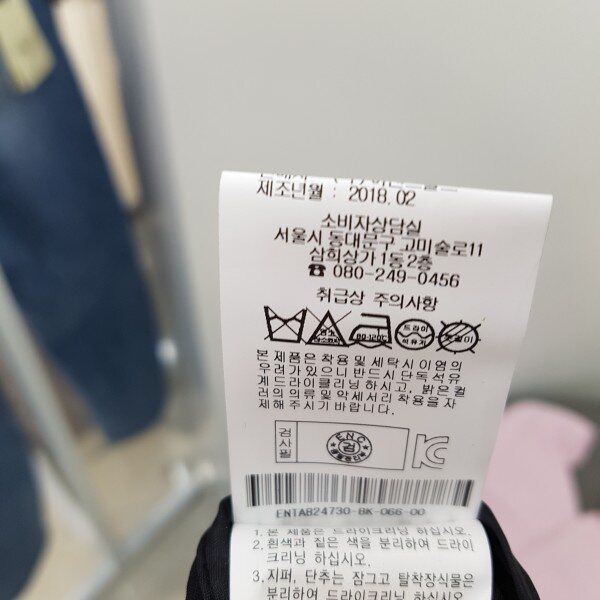 제조년월 : 2018.02
소비자상담실
서울시 동대문구 고미술로11
삼희상가 1동 2층
☎ 080-249-0456
취급상 주의사항
드라이
석유계
본 제품은 착용 및 세탁시 이염의
우려가 있으니 반드시 단독 석유
계 드라이클리닝 하시고, 밝은 컬
러의 의류 및 악세서리 착용을 자
제해 주시기 바랍니다.
검사필
ENC
검
ENTAB24730-BK-066-00
1. 본 제품은 드라이크리닝 하십시오.
2. 흰색과 짙은 색을 분리하여 드라이
크리닝 하십시오.
3. 지퍼, 단추는 잠그고 탈착장식물은
분리하여 드라이크리닝 하십시오